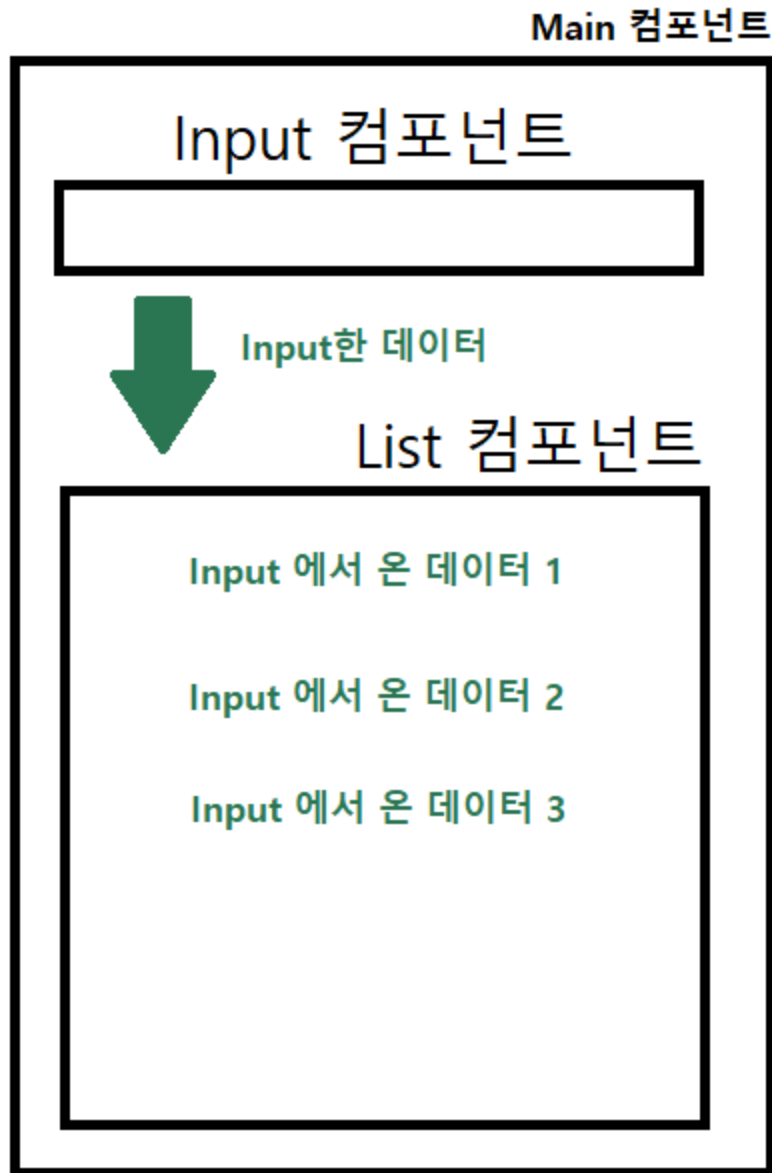 Main 컴포넌트
Input 컴포넌트
Input한 데이터
List 컴포넌트
Input 에서 온 데이터 1
Input 에서 온 데이터 2
Input 에서 온 데이터 3